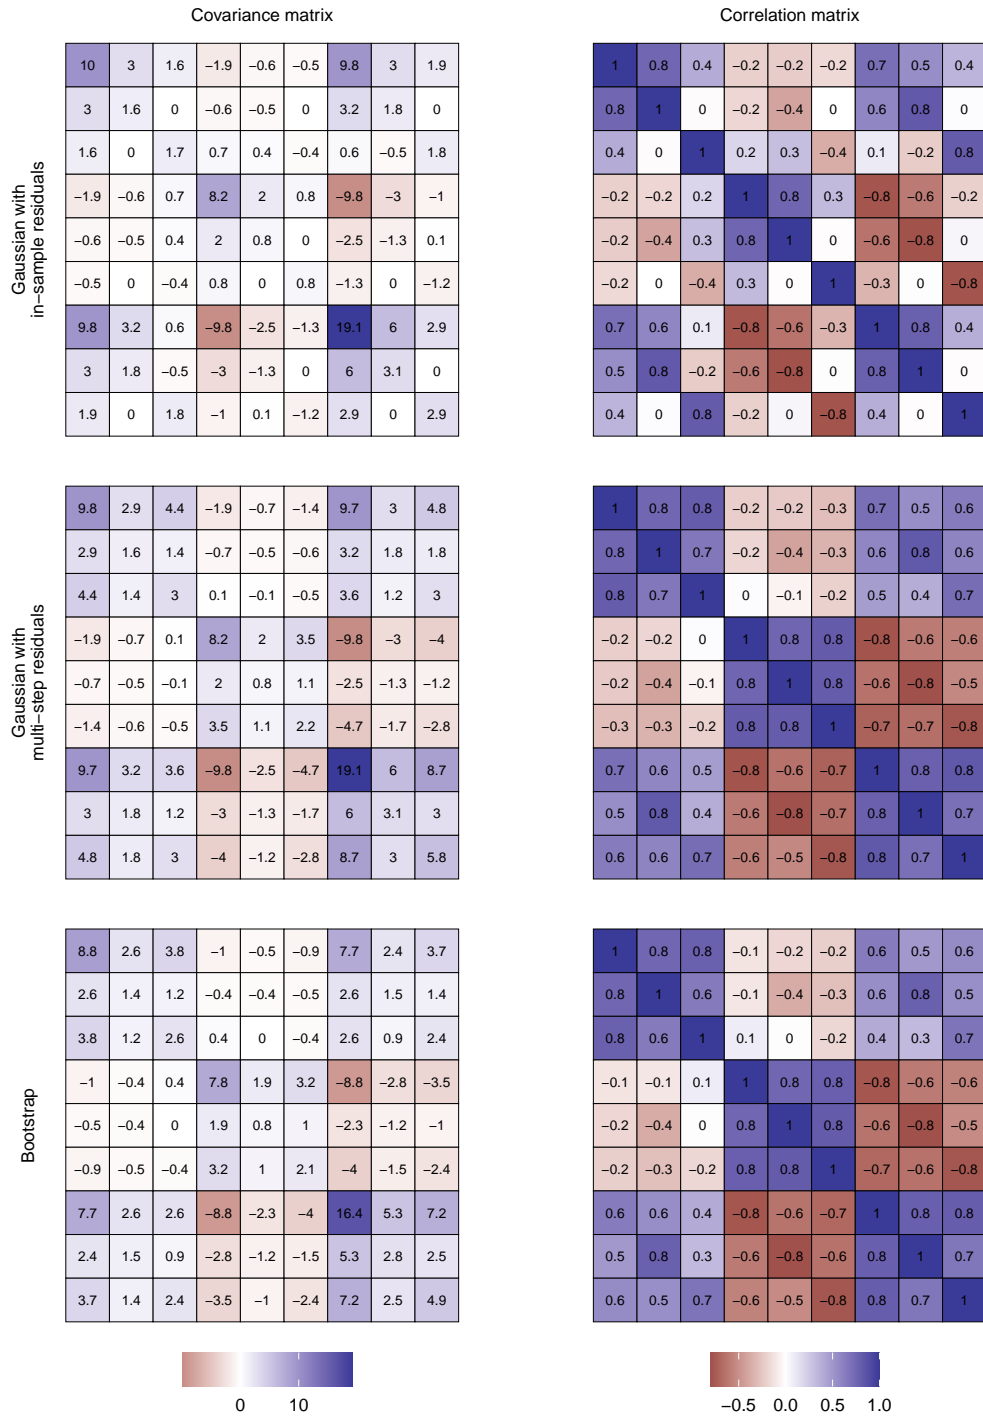 Covariance matrix
Correlation matrix
Gaussian with
in−sample residuals
10 3 1.6 −1.9 −0.6 −0.5 9.8 3 1.9
3 1.6 0 −0.6 −0.5 0 3.2 1.8 0
1.6 0 1.7 0.7 0.4 −0.4 0.6 −0.5 1.8
−1.9 −0.6 0.7 8.2 2 0.8 −9.8 −3 −1
−0.6 −0.5 0.4 2 0.8 0 −2.5 −1.3 0.1
−0.5 0 −0.4 0.8 0 0.8 −1.3 0 −1.2
9.8 3.2 0.6 −9.8 −2.5 −1.3 19.1 6 2.9
3 1.8 −0.5 −3 −1.3 0 6 3.1 0
1.9 0 1.8 −1 0.1 −1.2 2.9 0 2.9
1 0.8 0.4 −0.2 −0.2 −0.2 0.7 0.5 0.4
0.8 1 0 −0.2 −0.4 0 0.6 0.8 0
0.4 0 1 0.2 0.3 −0.4 0.1 −0.2 0.8
−0.2 −0.2 0.2 1 0.8 0.3 −0.8 −0.6 −0.2
−0.2 −0.4 0.3 0.8 1 0 −0.6 −0.8 0
−0.2 0 −0.4 0.3 0 1 −0.3 0 −0.8
0.7 0.6 0.1 −0.8 −0.6 −0.3 1 0.8 0.4
0.5 0.8 −0.2 −0.6 −0.8 0 0.8 1 0
0.4 0 0.8 −0.2 0 −0.8 0.4 0 1
Gaussian with
multi−step residuals
9.8 2.9 4.4 −1.9 −0.7 −1.4 9.7 3 4.8
2.9 1.6 1.4 −0.7 −0.5 −0.6 3.2 1.8 1.8
4.4 1.4 3 0.1 −0.1 −0.5 3.6 1.2 3
−1.9 −0.7 0.1 8.2 2 3.5 −9.8 −3 −4
−0.7 −0.5 −0.1 2 0.8 1.1 −2.5 −1.3 −1.2
−1.4 −0.6 −0.5 3.5 1.1 2.2 −4.7 −1.7 −2.8
9.7 3.2 3.6 −9.8 −2.5 −4.7 19.1 6 8.7
3 1.8 1.2 −3 −1.3 −1.7 6 3.1 3
4.8 1.8 3 −4 −1.2 −2.8 8.7 3 5.8
1 0.8 0.8 −0.2 −0.2 −0.3 0.7 0.5 0.6
0.8 1 0.7 −0.2 −0.4 −0.3 0.6 0.8 0.6
0.8 0.7 1 0 −0.1 −0.2 0.5 0.4 0.7
−0.2 −0.2 0 1 0.8 0.8 −0.8 −0.6 −0.6
−0.2 −0.4 −0.1 0.8 1 0.8 −0.6 −0.8 −0.5
−0.3 −0.3 −0.2 0.8 0.8 1 −0.7 −0.7 −0.8
0.7 0.6 0.5 −0.8 −0.6 −0.7 1 0.8 0.8
0.5 0.8 0.4 −0.6 −0.8 −0.7 0.8 1 0.7
0.6 0.6 0.7 −0.6 −0.5 −0.8 0.8 0.7 1
Bootstrap
8.8 2.6 3.8 −1 −0.5 −0.9 7.7 2.4 3.7
2.6 1.4 1.2 −0.4 −0.4 −0.5 2.6 1.5 1.4
3.8 1.2 2.6 0.4 0 −0.4 2.6 0.9 2.4
−1 −0.4 0.4 7.8 1.9 3.2 −8.8 −2.8 −3.5
−0.5 −0.4 0 1.9 0.8 1 −2.3 −1.2 −1
−0.9 −0.5 −0.4 3.2 1 2.1 −4 −1.5 −2.4
7.7 2.6 2.6 −8.8 −2.3 −4 16.4 5.3 7.2
2.4 1.5 0.9 −2.8 −1.2 −1.5 5.3 2.8 2.5
3.7 1.4 2.4 −3.5 −1 −2.4 7.2 2.5 4.9
1 0.8 0.8 −0.1 −0.2 −0.2 0.6 0.5 0.6
0.8 1 0.6 −0.1 −0.4 −0.3 0.6 0.8 0.5
0.8 0.6 1 0.1 0 −0.2 0.4 0.3 0.7
−0.1 −0.1 0.1 1 0.8 0.8 −0.8 −0.6 −0.6
−0.2 −0.4 0 0.8 1 0.8 −0.6 −0.8 −0.5
−0.2 −0.3 −0.2 0.8 0.8 1 −0.7 −0.6 −0.8
0.6 0.6 0.4 −0.8 −0.6 −0.7 1 0.8 0.8
0.5 0.8 0.3 −0.6 −0.8 −0.6 0.8 1 0.7
0.6 0.5 0.7 −0.6 −0.5 −0.8 0.8 0.7 1
0 10
−0.5 0.0 0.5 1.0